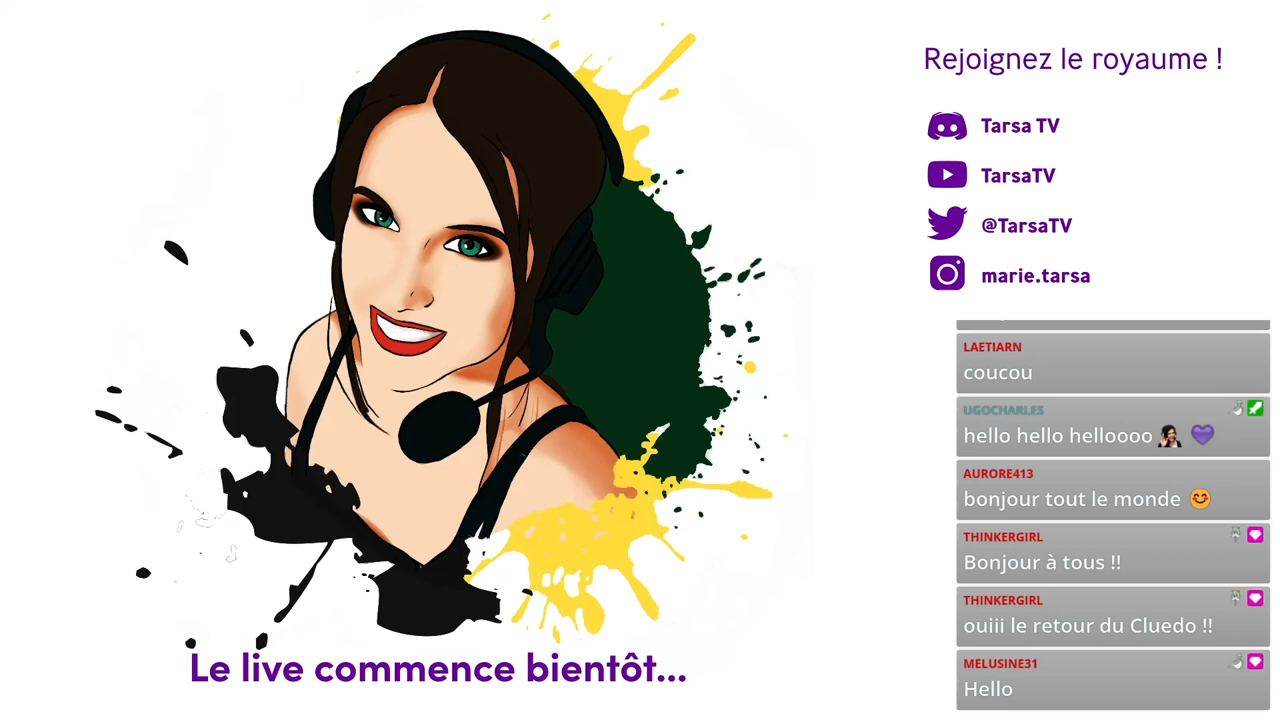 Rejoignez le royaume !
Tarsa TV
TarsaTV
@TarsaTV
marie.tarsa
LAETIARN
coucou
UGOCHARLES
hello hello helloooo
AURORE413
bonjour tout le monde
THINKERGIRL
Bonjour à tous !!
THINKERGIRL
ouiii le retour du Cluedo !!
MELUSINE31
Hello
Le live commence bientôt...